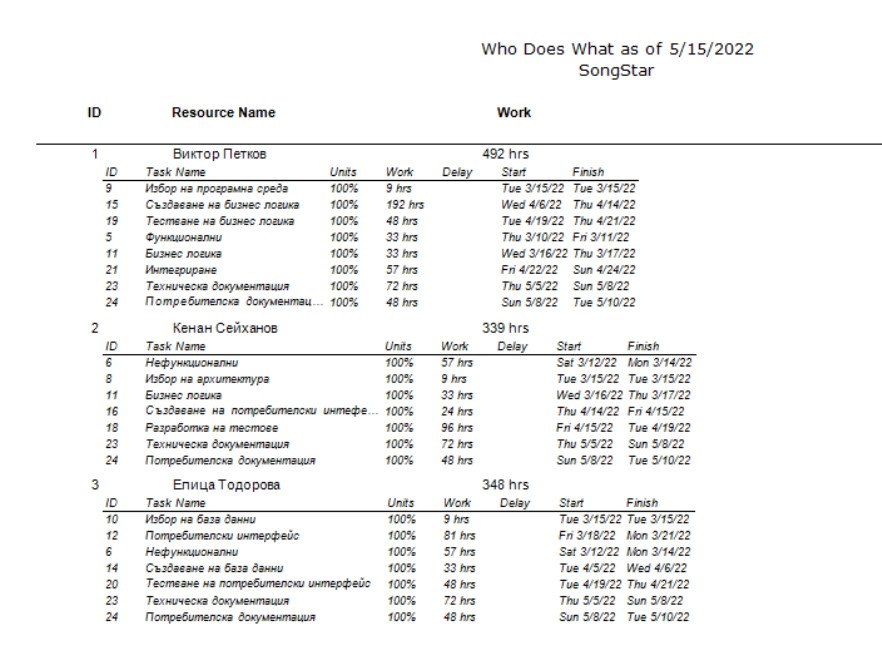 Who Does What as of 5/15/2022
SongStar
ID Resource Name Work
1 Виктор Петков 492 hrs
ID Task Name Units Work Delay Start Finish
9 Избор на програмна среда 100% 9 hrs Tue 3/15/22 Tue 3/15/22
15 Създаване на бизнес логика 100% 192 hrs Wed 4/6/22 Thu 4/14/22
19 Тестване на бизнес логика 100% 48 hrs Tue 4/19/22 Thu 4/21/22
5 Функционални 100% 33 hrs Thu 3/10/22 Fri 3/11/22
11 Бизнес логика 100% 33 hrs Wed 3/16/22 Thu 3/17/22
21 Интегриране 100% 57 hrs Fri 4/22/22 Sun 4/24/22
23 Техническа документация 100% 72 hrs Thu 5/5/22 Sun 5/8/22
24 Потребителска документац... 100% 48 hrs Sun 5/8/22 Tue 5/10/22
2 Кенан Сейханов 339 hrs
ID Task Name Units Work Delay Start Finish
6 Нефункционални 100% 57 hrs Sat 3/12/22 Mon 3/14/22
8 Избор на архитектура 100% 9 hrs Tue 3/15/22 Tue 3/15/22
11 Бизнес логика 100% 33 hrs Wed 3/16/22 Thu 3/17/22
16 Създаване на потребителски интефе... 100% 24 hrs Thu 4/14/22 Fri 4/15/22
18 Разработка на тестове 100% 96 hrs Fri 4/15/22 Tue 4/19/22
23 Техническа документация 100% 72 hrs Thu 5/5/22 Sun 5/8/22
24 Потребителска документация 100% 48 hrs Sun 5/8/22 Tue 5/10/22
3 Елица Тодорова 348 hrs
ID Task Name Units Work Delay Start Finish
10 Избор на база данни 100% 9 hrs Tue 3/15/22 Tue 3/15/22
12 Потребителски интерфейс 100% 81 hrs Fri 3/18/22 Mon 3/21/22
6 Нефункционални 100% 57 hrs Sat 3/12/22 Mon 3/14/22
14 Създаване на база данни 100% 33 hrs Tue 4/5/22 Wed 4/6/22
20 Тестване на потребителски интерфейс 100% 48 hrs Tue 4/19/22 Thu 4/21/22
23 Техническа документация 100% 72 hrs Thu 5/5/22 Sun 5/8/22
24 Потребителска документация 100% 48 hrs Sun 5/8/22 Tue 5/10/22